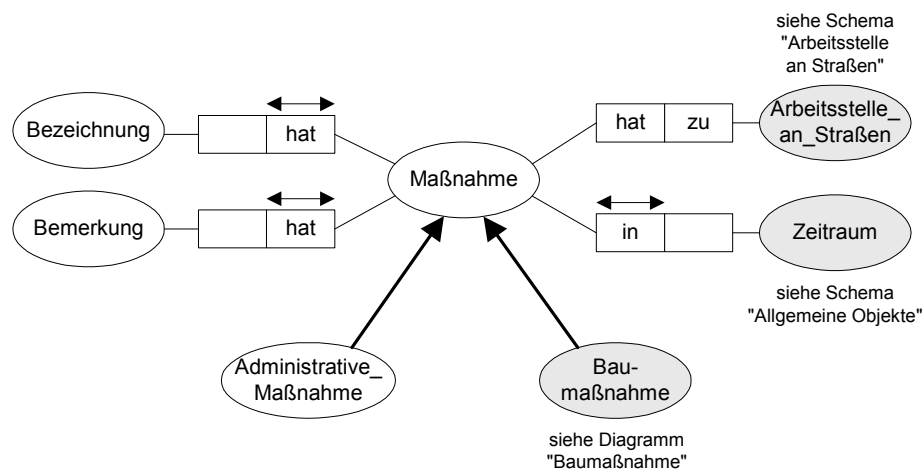 siehe Schema
"Arbeitsstelle
an Straßen"
Bezeichnung
hat
hat
zu
Arbeitsstelle_
an_Straßen
Maßnahme
Bemerkung
hat
in
Zeitraum
siehe Schema
"Allgemeine Objekte"
Administrative_
Maßnahme
Bau-
maßnahme
siehe Diagramm
"Baumaßnahme"